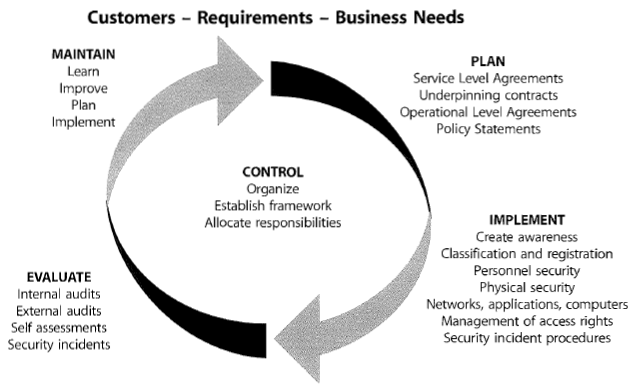 Customers – Requirements – Business Needs
MAINTAIN
Learn
Improve
Plan
Implement
PLAN
Service Level Agreements
Underpinning contracts
Operational Level Agreements
Policy Statements
CONTROL
Organize
Establish framework
Allocate responsibilities
IMPLEMENT
Create awareness
Classification and registration
Personnel security
Physical security
Networks, applications, computers
Management of access rights
Security incident procedures
EVALUATE
Internal audits
External audits
Self assessments
Security incidents